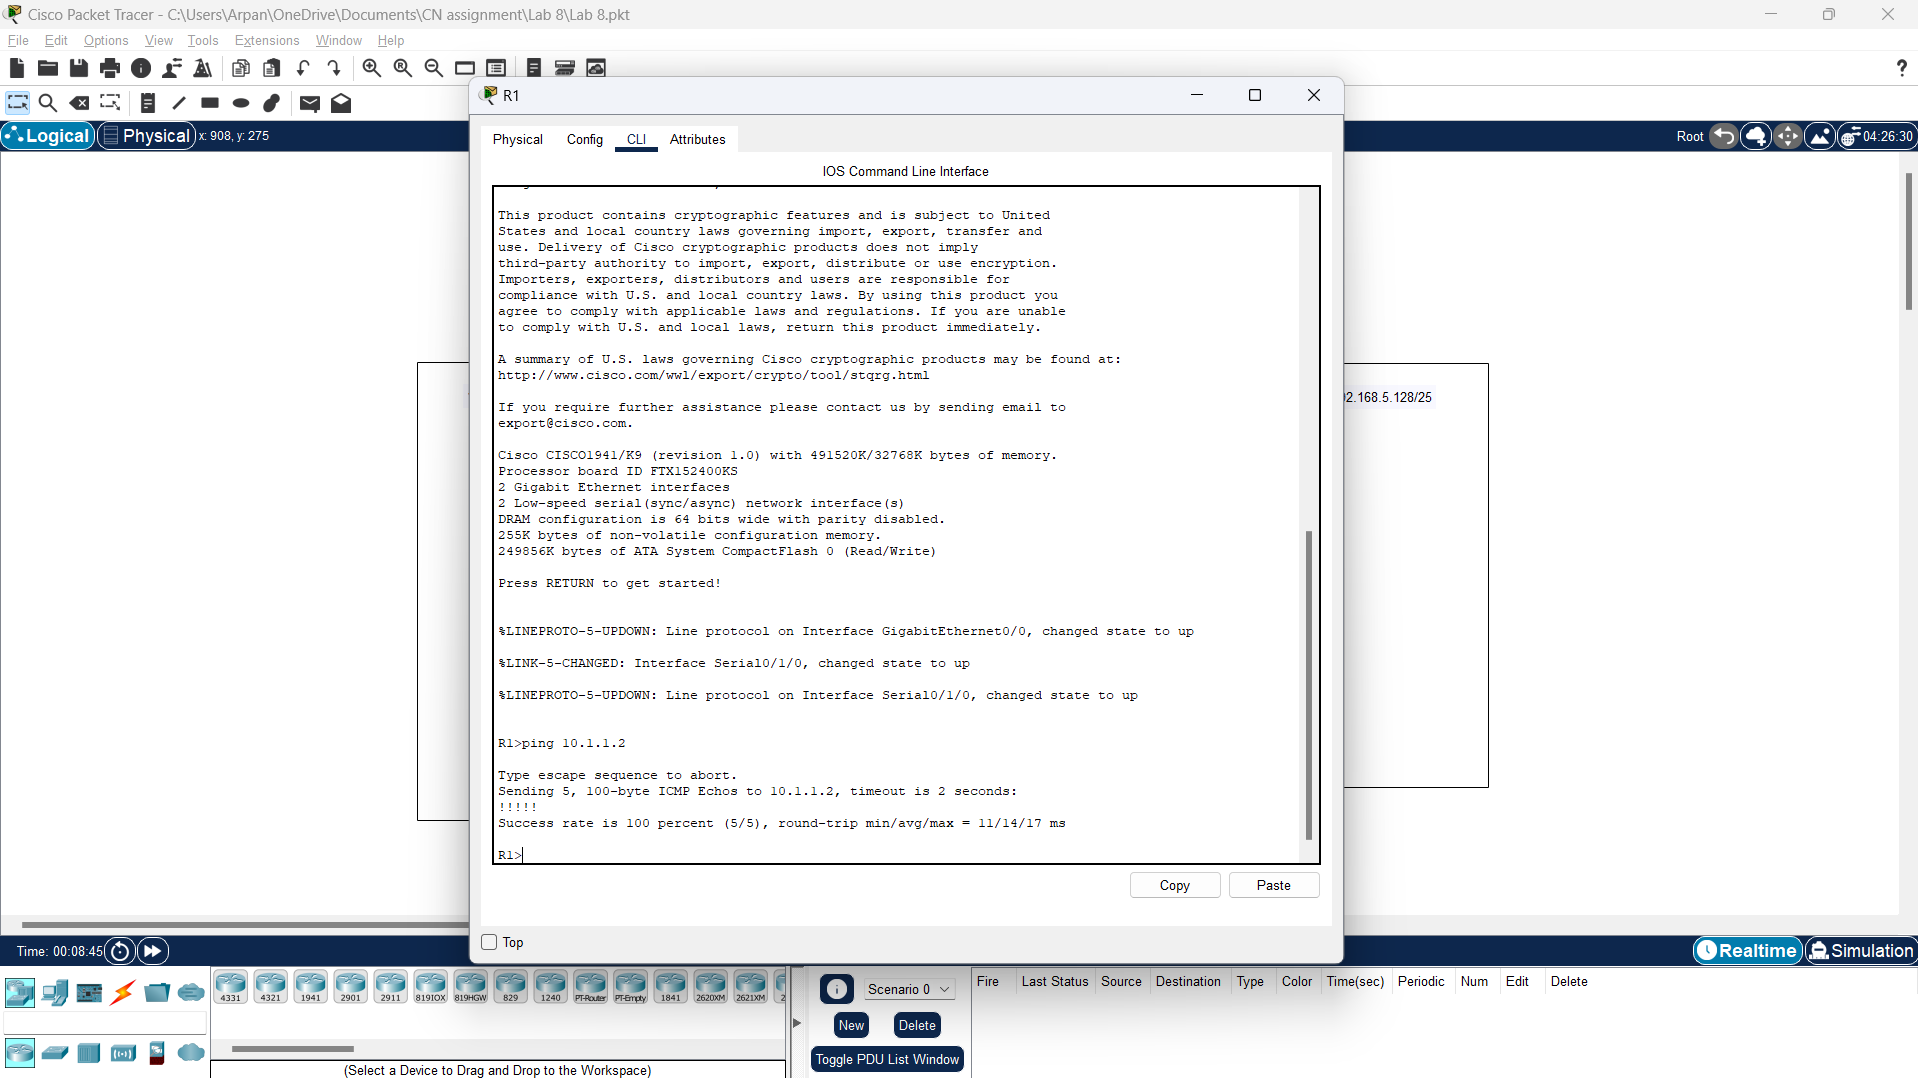 Cisco Packet Tracer - C:\Users\Arpan\OneDrive\Documents\CN assignment\Lab 8\Lab 8.pkt
File Edit Options View Tools Extensions Window Help
?
R1
Logical Physical x: 908, y: 275
Root 04:26:30
Physical Config CLI Attributes
IOS Command Line Interface
This product contains cryptographic features and is subject to United
States and local country laws governing import, export, transfer and
use. Delivery of Cisco cryptographic products does not imply
third-party authority to import, export, distribute or use encryption.
Importers, exporters, distributors and users are responsible for
compliance with U.S. and local country laws. By using this product you
agree to comply with applicable laws and regulations. If you are unable
to comply with U.S. and local laws, return this product immediately.
A summary of U.S. laws governing Cisco cryptographic products may be found at:
http://www.cisco.com/wwl/export/crypto/tool/stqrg.html
If you require further assistance please contact us by sending email to
export@cisco.com.
Cisco CISCO1941/K9 (revision 1.0) with 491520K/32768K bytes of memory.
Processor board ID FTX152400KS
2 Gigabit Ethernet interfaces
2 Low-speed serial(sync/async) network interface(s)
DRAM configuration is 64 bits wide with parity disabled.
255K bytes of non-volatile configuration memory.
249856K bytes of ATA System CompactFlash 0 (Read/Write)
Press RETURN to get started!
%LINEPROTO-5-UPDOWN: Line protocol on Interface GigabitEthernet0/0, changed state to up
%LINK-5-CHANGED: Interface Serial0/1/0, changed state to up
%LINEPROTO-5-UPDOWN: Line protocol on Interface Serial0/1/0, changed state to up
R1>ping 10.1.1.2
Type escape sequence to abort.
Sending 5, 100-byte ICMP Echos to 10.1.1.2, timeout is 2 seconds:
!!!!!
Success rate is 100 percent (5/5), round-trip min/avg/max = 11/14/17 ms
R1>
2.168.5.128/25
Copy Paste
Top
Time: 00:08:45
Realtime Simulation
4331 4321 1941 2901 2911 819IOX 819HGW 829 1240 PT-Router PT-Empty 1841 2620XM 2621XM 2
Scenario 0
New Delete
Toggle PDU List Window
Fire Last Status Source Destination Type Color Time(sec) Periodic Num Edit Delete
(Select a Device to Drag and Drop to the Workspace)